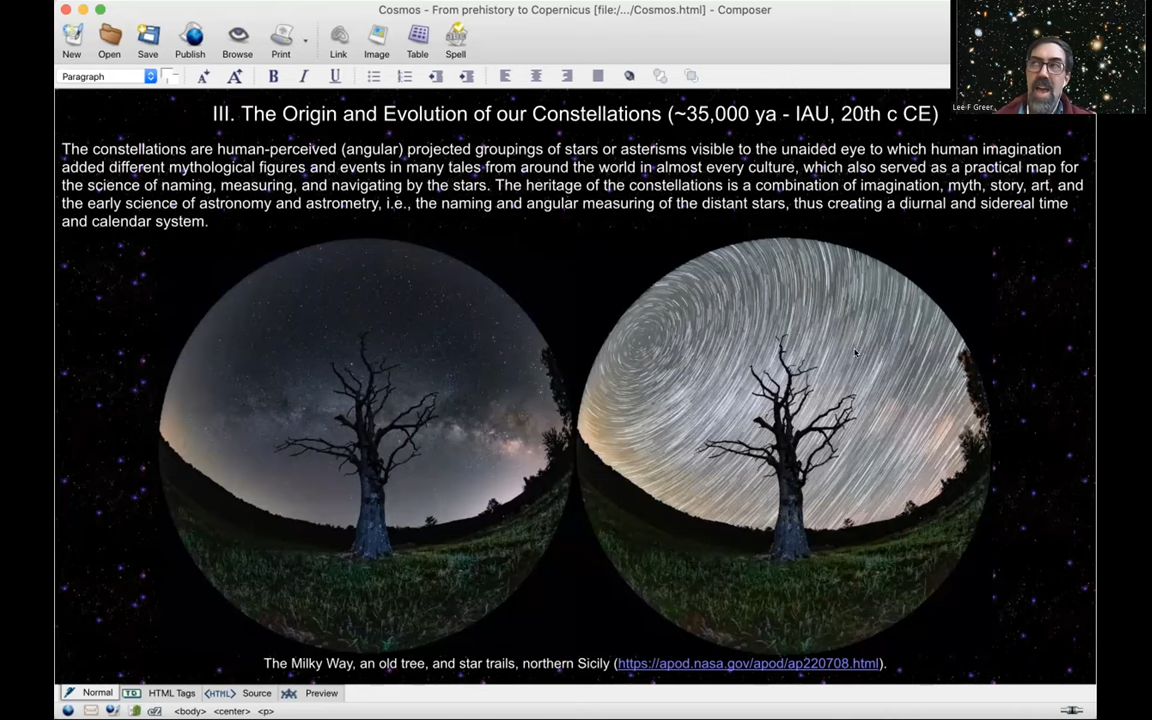 Cosmos - From prehistory to Copernicus [file:/.../Cosmos.html] - Composer
New Open Save Publish Browse Print Link Image Table Spell
Paragraph
B I U
Lee F Greer
III. The Origin and Evolution of our Constellations (~35,000 ya - IAU, 20th c CE)
The constellations are human-perceived (angular) projected groupings of stars or asterisms visible to the unaided eye to which human imagination
added different mythological figures and events in many tales from around the world in almost every culture, which also served as a practical map for
the science of naming, measuring, and navigating by the stars. The heritage of the constellations is a combination of imagination, myth, story, art, and
the early science of astronomy and astrometry, i.e., the naming and angular measuring of the distant stars, thus creating a diurnal and sidereal time
and calendar system.
The Milky Way, an old tree, and star trails, northern Sicily (https://apod.nasa.gov/apod/ap220708.html).
Normal TD HTML Tags <HTML> Source Preview
<body> <center> <p>